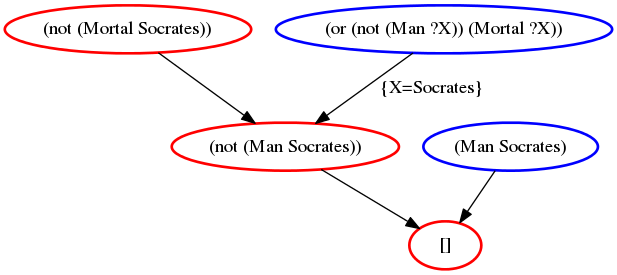 (not (Mortal Socrates))
(or (not (Man ?X)) (Mortal ?X))
{X=Socrates}
(not (Man Socrates))
(Man Socrates)
[]